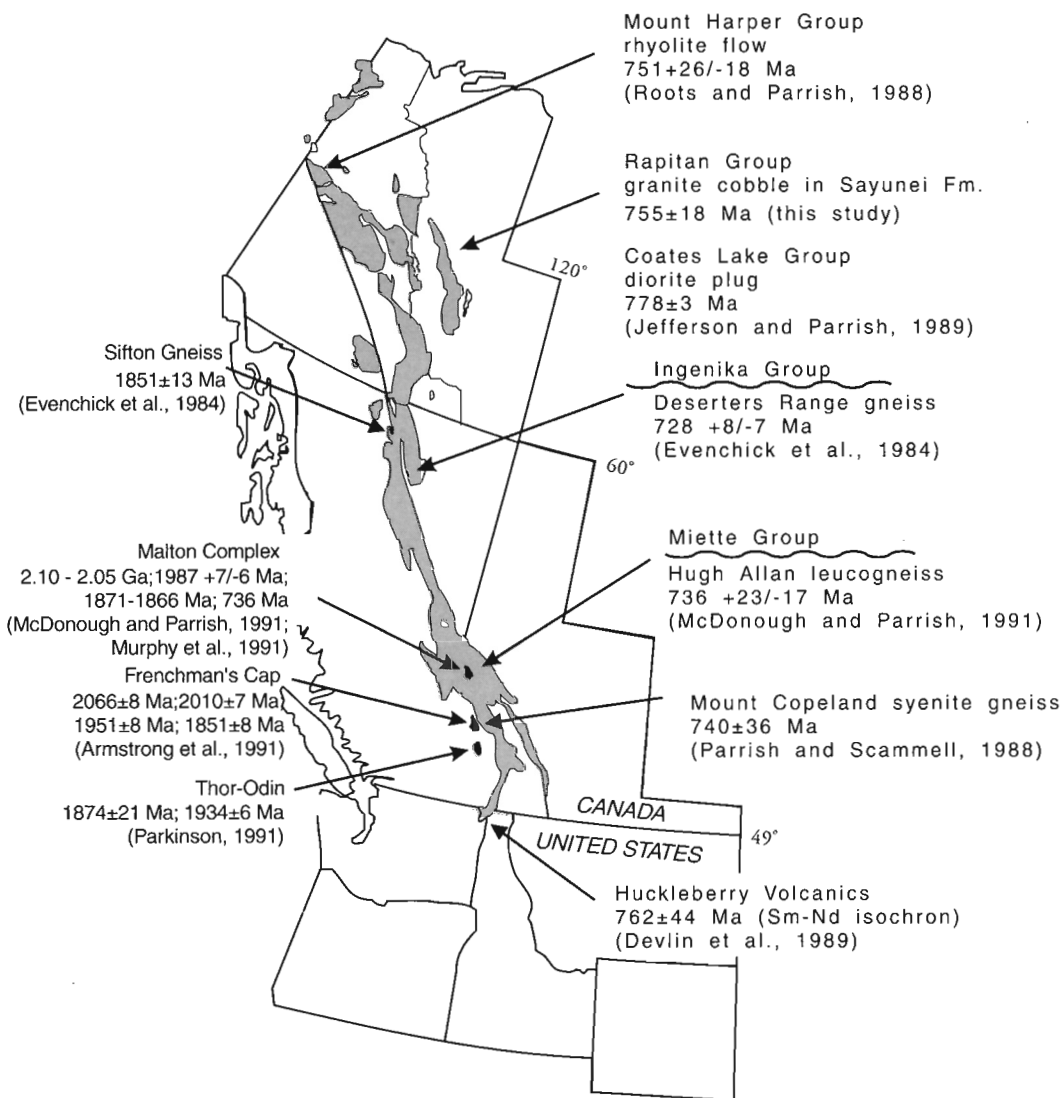 Mount Harper Group
rhyolite flow
751+26/-18 Ma
(Roots and Parrish, 1988)
Rapitan Group
granite cobble in Sayunei Fm.
755±18 Ma (this study)
120°
Coates Lake Group
diorite plug
778±3 Ma
(Jefferson and Parrish, 1989)
Sifton Gneiss
1851±13 Ma
(Evenchick et al., 1984)
Ingenika Group
Deserters Range gneiss
728 +8/-7 Ma
(Evenchick et al., 1984)
60°
Malton Complex
2.10 - 2.05 Ga;1987 +7/-6 Ma;
1871-1866 Ma; 736 Ma
(McDonough and Parrish, 1991;
Murphy et al., 1991)
Miette Group
Hugh Allan leucogneiss
736 +23/-17 Ma
(McDonough and Parrish, 1991)
Frenchman's Cap
2066±8 Ma;2010±7 Ma
1951±8 Ma; 1851±8 Ma
(Armstrong et al., 1991)
Mount Copeland syenite gneiss
740±36 Ma
(Parrish and Scammell, 1988)
Thor-Odin
1874±21 Ma; 1934±6 Ma
(Parkinson, 1991)
CANADA
UNITED STATES
49°
Huckleberry Volcanics
762±44 Ma (Sm-Nd isochron)
(Devlin et al., 1989)